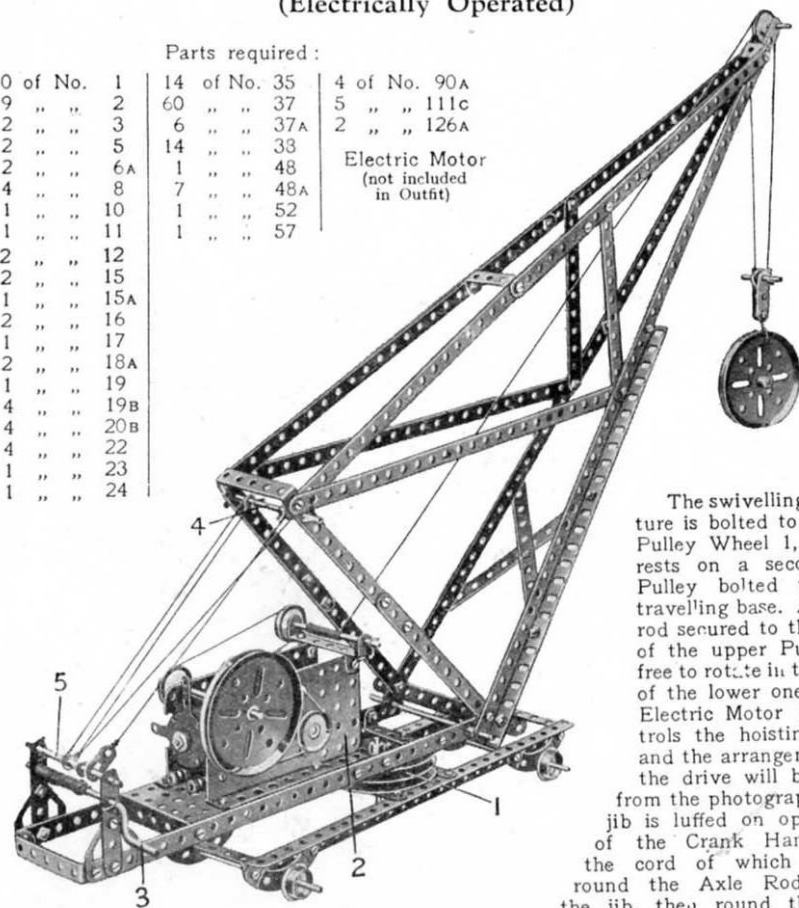 (Electrically Operated)
Parts required :
0 of No. 1
9 ,, ,, 2
2 ,, ,, 3
2 ,, ,, 5
2 ,, ,, 6A
4 ,, ,, 8
1 ,, ,, 10
1 ,, ,, 11
2 ,, ,, 12
2 ,, ,, 15
1 ,, ,, 15A
2 ,, ,, 16
1 ,, ,, 17
2 ,, ,, 18A
1 ,, ,, 19
4 ,, ,, 19B
4 ,, ,, 20B
4 ,, ,, 22
1 ,, ,, 23
1 ,, ,, 24
14 of No. 35
60 ,, ,, 37
6 ,, ,, 37A
14 ,, ,, 38
1 ,, ,, 48
7 ,, ,, 48A
1 ,, ,, 52
1 ,, ,, 57
4 of No. 90A
5 ,, ,, 111C
2 ,, ,, 126A
Electric Motor
(not included
in Outfit)
4
5
1
2
3
The swivelling
ture is bolted to
Pulley Wheel 1,
rests on a seco
Pulley bolted
travelling base.
rod secured to th
of the upper Pu
free to rotate in t
of the lower one
Electric Motor
trols the hoistin
and the arranger
the drive will b
from the photograp
jib is luffed on op
of the Crank Har
the cord of which
round the Axle Rod
the jib, then round th